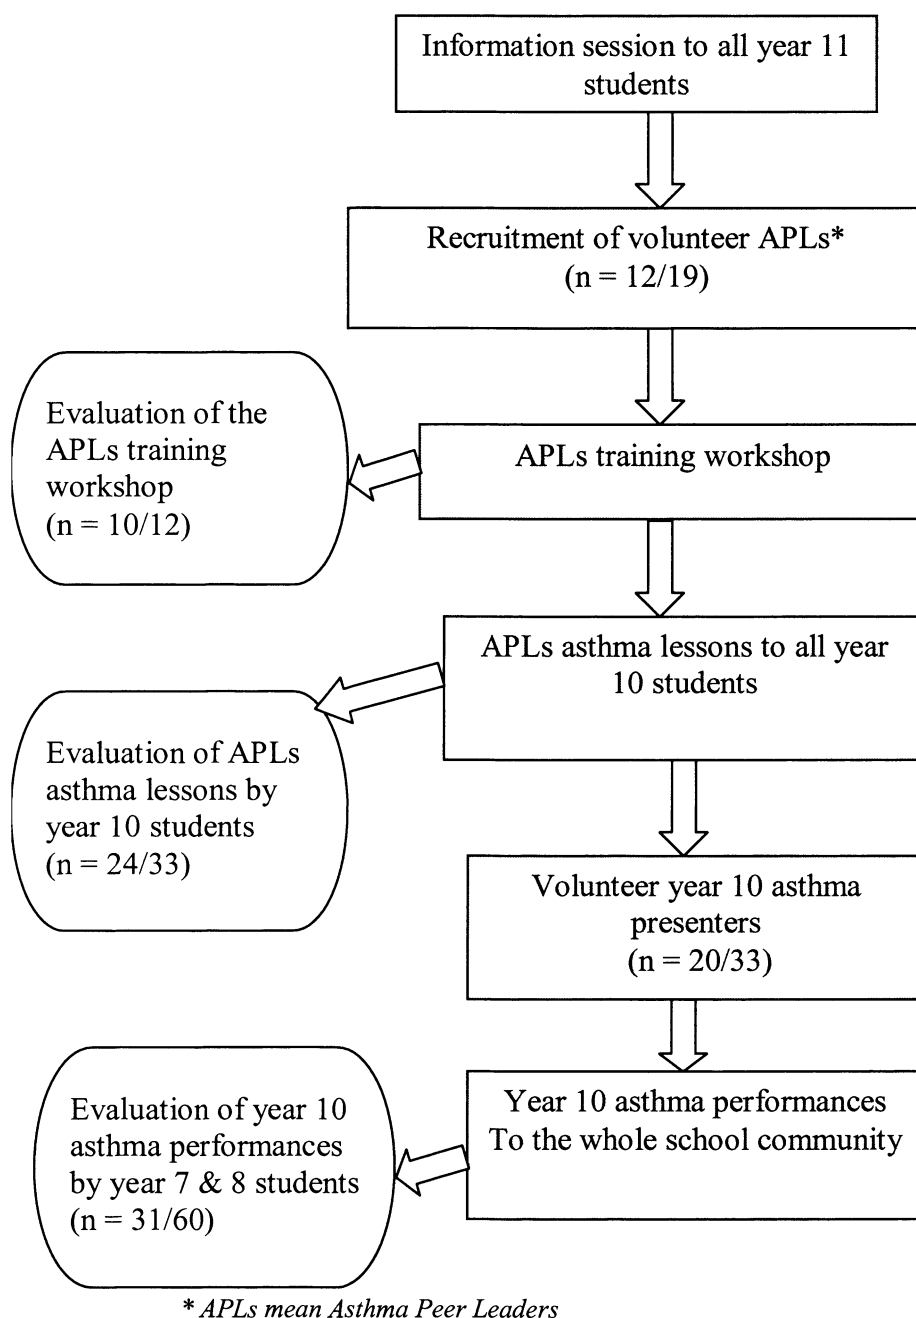 Information session to all year 11
students
Recruitment of volunteer APLs*
(n = 12/19)
Evaluation of the
APLs training
workshop
(n = 10/12)
APLs training workshop
APLs asthma lessons to all year
10 students
Evaluation of APLs
asthma lessons by
year 10 students
(n = 24/33)
Volunteer year 10 asthma
presenters
(n = 20/33)
Year 10 asthma performances
To the whole school community
Evaluation of year 10
asthma performances
by year 7 & 8 students
(n = 31/60)
* APLs mean Asthma Peer Leaders